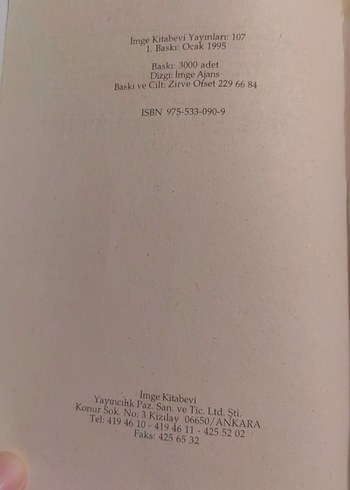 İmge Kitabevi Yayınları: 107
1. Baskı: Ocak 1995
Baskı: 3000 adet
Dizgi: İmge Ajans
Baskı ve Cilt: Zirve Ofset 229 66 84
ISBN 975-533-090-9
İmge Kitabevi
Yayıncılık Paz. San. ve Tic. Ltd. Şti.
Konur Sok. No: 3 Kızılay 06650/ANKARA
Tel: 419 46 10 - 419 46 11 - 425 52 02
Faks: 425 65 32